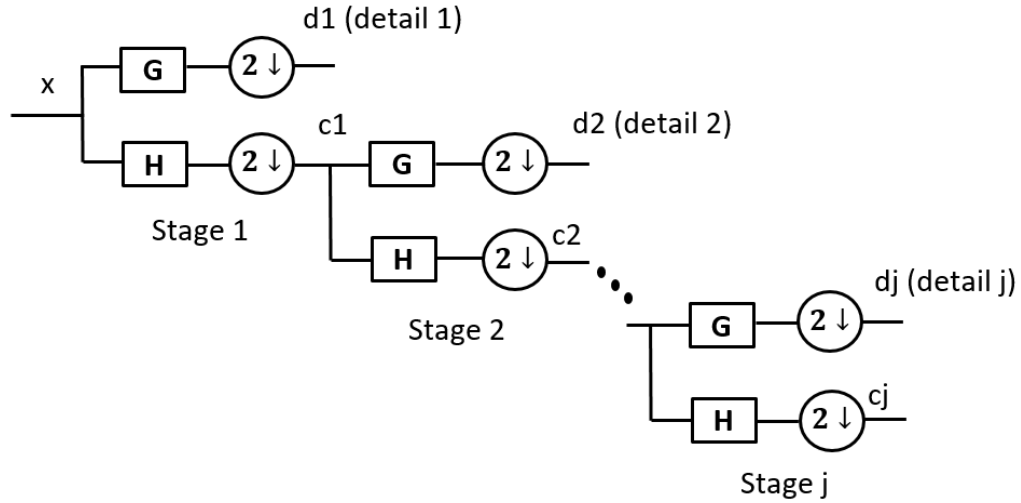 d1 (detail 1)
x
G
2 ↓
c1
d2 (detail 2)
H
2 ↓
G
2 ↓
Stage 1
c2
H
2 ↓
dj (detail j)
Stage 2
G
2 ↓
cj
H
2 ↓
Stage j